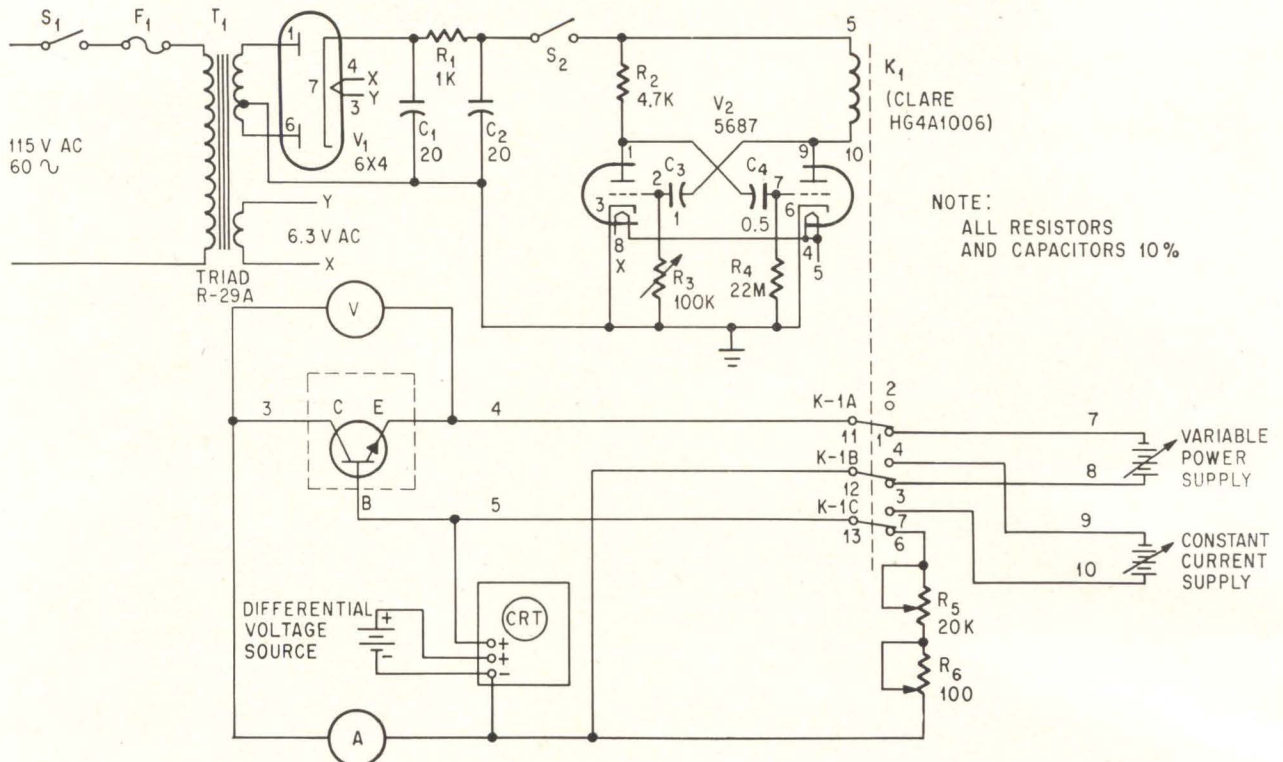 S1
F1
T1
115 V AC
60 ∿
TRIAD
R-29A
1
6
7
4
X
Y
3
V1
6X4
Y
6.3 V AC
X
R1
1K
C1
20
C2
20
S2
R2
4.7K
V2
5687
1
2
3
8
X
C3
1
C4
0.5
7
9
10
6
4
5
R3
100K
R4
22M
5
K1
(CLARE
HG4A1006)
NOTE:
ALL RESISTORS
AND CAPACITORS 10%
V
3
C
E
B
4
5
K-1A
11
2
1
K-1B
12
4
3
K-1C
13
7
6
7
8
VARIABLE
POWER
SUPPLY
9
10
CONSTANT
CURRENT
SUPPLY
R5
20K
R6
100
DIFFERENTIAL
VOLTAGE
SOURCE
+
-
CRT
+
+
-
A